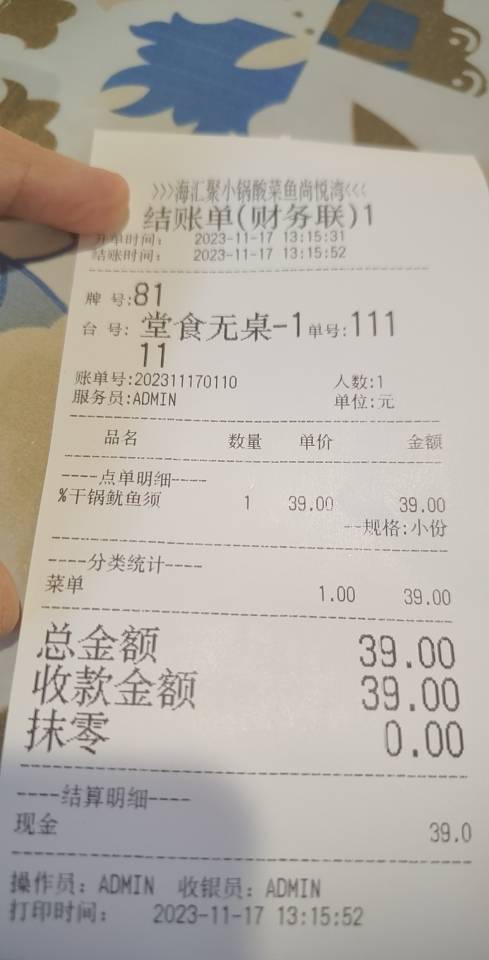 >>>海汇聚小锅酸菜鱼尚悦湾<<<
结账单(财务联)1
开单时间: 2023-11-17 13:15:31
结账时间: 2023-11-17 13:15:52
牌 号:81
台 号: 堂食无桌-1单号:111
11
账单号:202311170110 人数:1
服务员:ADMIN 单位:元
品名 数量 单价 金额
----点单明细----
%干锅鱿鱼须 1 39.00 39.00
--规格:小份
----分类统计----
菜单 1.00 39.00
总金额 39.00
收款金额 39.00
抹零 0.00
----结算明细----
现金 39.0
操作员: ADMIN 收银员: ADMIN
打印时间: 2023-11-17 13:15:52